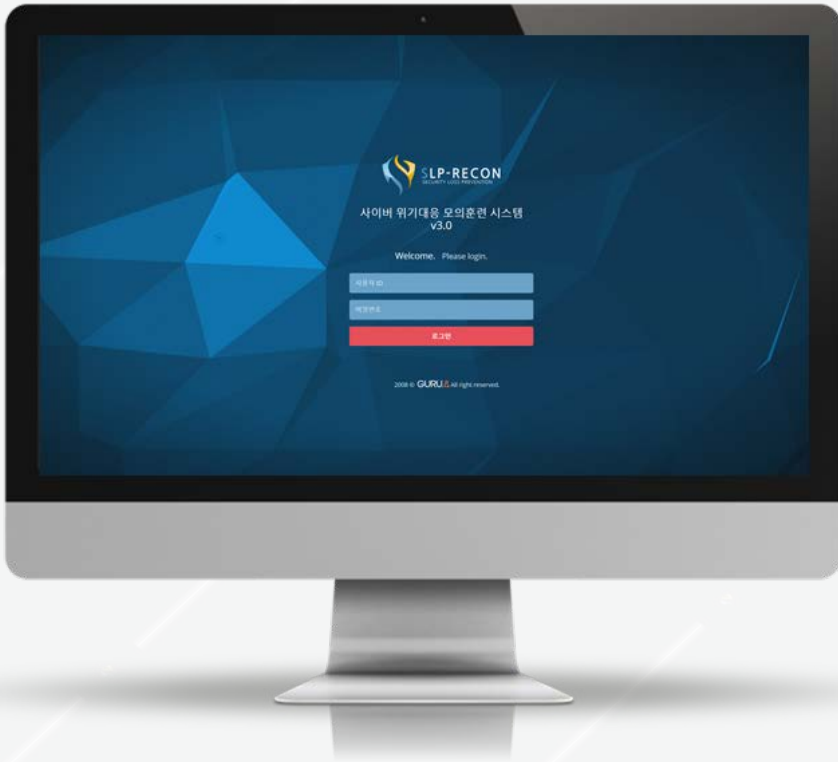 SLP-RECON
SECURITY LOSS PREVENTION
사이버 위기대응 모의훈련 시스템
v3.0
Welcome. Please login.
사용자 ID
비밀번호
로그인
2008 © GURU All right reserved.